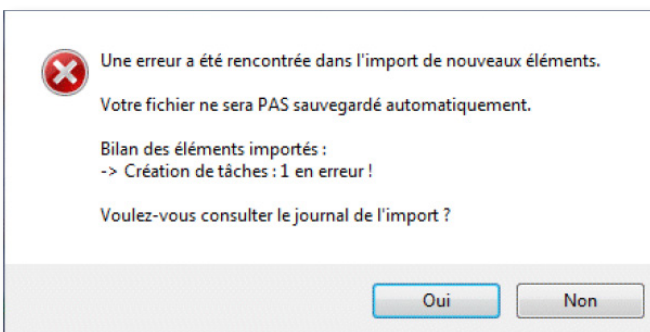 Une erreur a été rencontrée dans l'import de nouveaux éléments.
Votre fichier ne sera PAS sauvegardé automatiquement.
Bilan des éléments importés :
-> Création de tâches : 1 en erreur !
Voulez-vous consulter le journal de l'import ?
Oui
Non